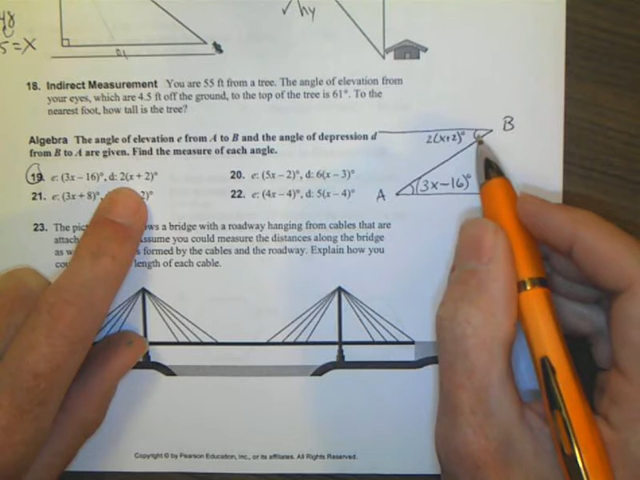 hy
5=X
18. Indirect Measurement You are 55 ft from a tree. The angle of elevation from
your eyes, which are 4.5 ft off the ground, to the top of the tree is 61°. To the
nearest foot, how tall is the tree?
Algebra The angle of elevation e from A to B and the angle of depression d
from B to A are given. Find the measure of each angle.
B
2(x+2)°
A
(3x-16)°
19. e: (3x − 16)°, d: 2(x + 2)°
20. e: (5x − 2)°, d: 6(x − 3)°
21. e: (3x + 8)°, 2)°
22. e: (4x − 4)°, d: 5(x − 4)°
23. The pic ws a bridge with a roadway hanging from cables that are
attach ssume you could measure the distances along the bridge
as w s formed by the cables and the roadway. Explain how you
cou length of each cable.
Copyright © by Pearson Education, Inc., or its affiliates. All Rights Reserved.